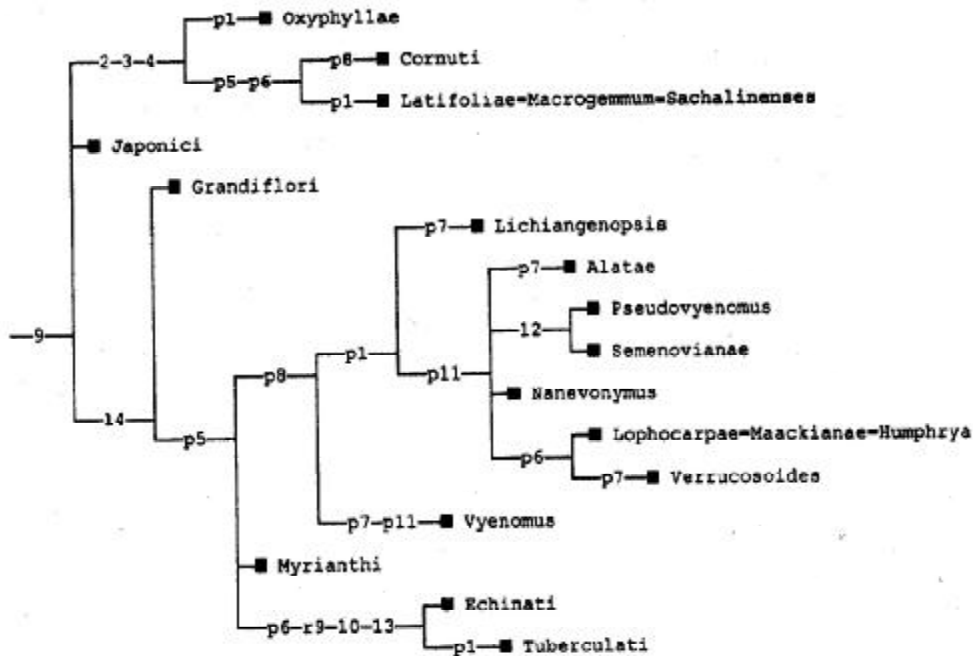 p1 Oxyphyllae
2-3-4
p8 Cornuti
p5-p6
p1 Latifoliae=Macrogemmum=Sachalinenses
Japonici
Grandiflori
p7 Lichiangenopsis
p7 Alatae
Pseudovyenomus
12
9
Semenovianae
p1
p8
p11
Nanevonymus
14
p5
Lophocarpae=Maackianae=Humphrya
p6
p7 Verrucosoides
p7-p11 Vyenomus
Myrianthi
Echinati
p6-r9-10-13
p1 Tuberculati